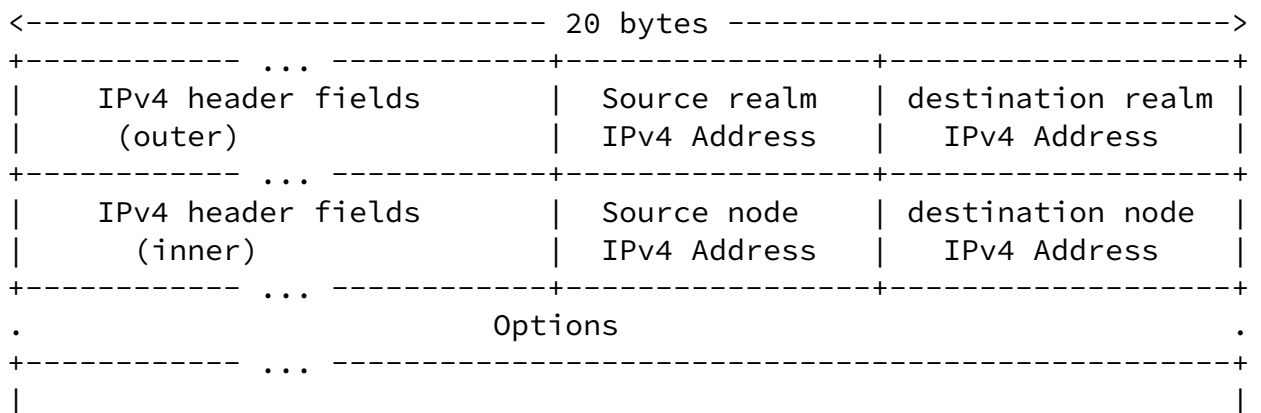 <----------------------------- 20 bytes ---------------------------->
+------------ ... ------------+-----------------+-------------------+
|    IPv4 header fields       |  Source realm   | destination realm |
|     (outer)                 |  IPv4 Address   |   IPv4 Address    |
+------------ ... ------------+-----------------+-------------------+
|    IPv4 header fields       |  Source node    | destination node  |
|      (inner)                |  IPv4 Address   |   IPv4 Address    |
+------------ ... ------------+-----------------+-------------------+
.                          Options                                  .
+------------ ... --------------------------------------------------+
|                                                                   |